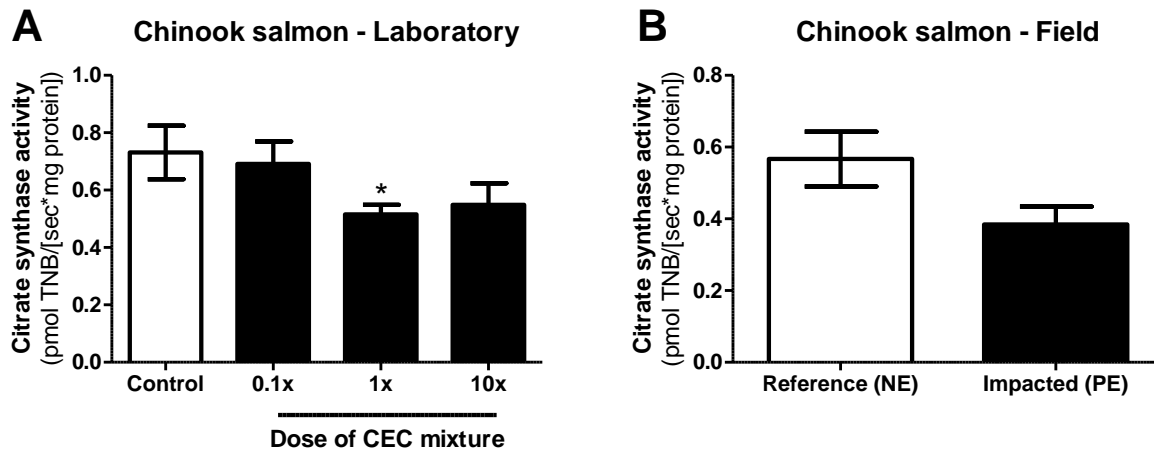 A
Chinook salmon - Laboratory
Citrate synthase activity
(pmol TNB/[sec*mg protein])
1.0
0.8
0.6
0.4
0.2
0.0
*
Control
0.1x
1x
10x
Dose of CEC mixture
B
Chinook salmon - Field
Citrate synthase activity
(pmol TNB/[sec*mg protein])
0.8
0.6
0.4
0.2
0.0
Reference (NE)
Impacted (PE)